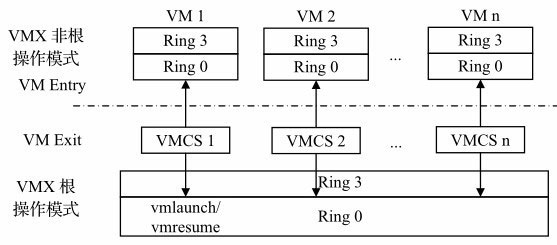 VM 1 VM 2 VM n
VMX 非根 Ring 3 Ring 3 Ring 3
操作模式 Ring 0 Ring 0 ... Ring 0
VM Entry
VM Exit VMCS 1 VMCS 2 ... VMCS n
VMX 根 Ring 3
操作模式 vmlaunch/ Ring 0
vmresume